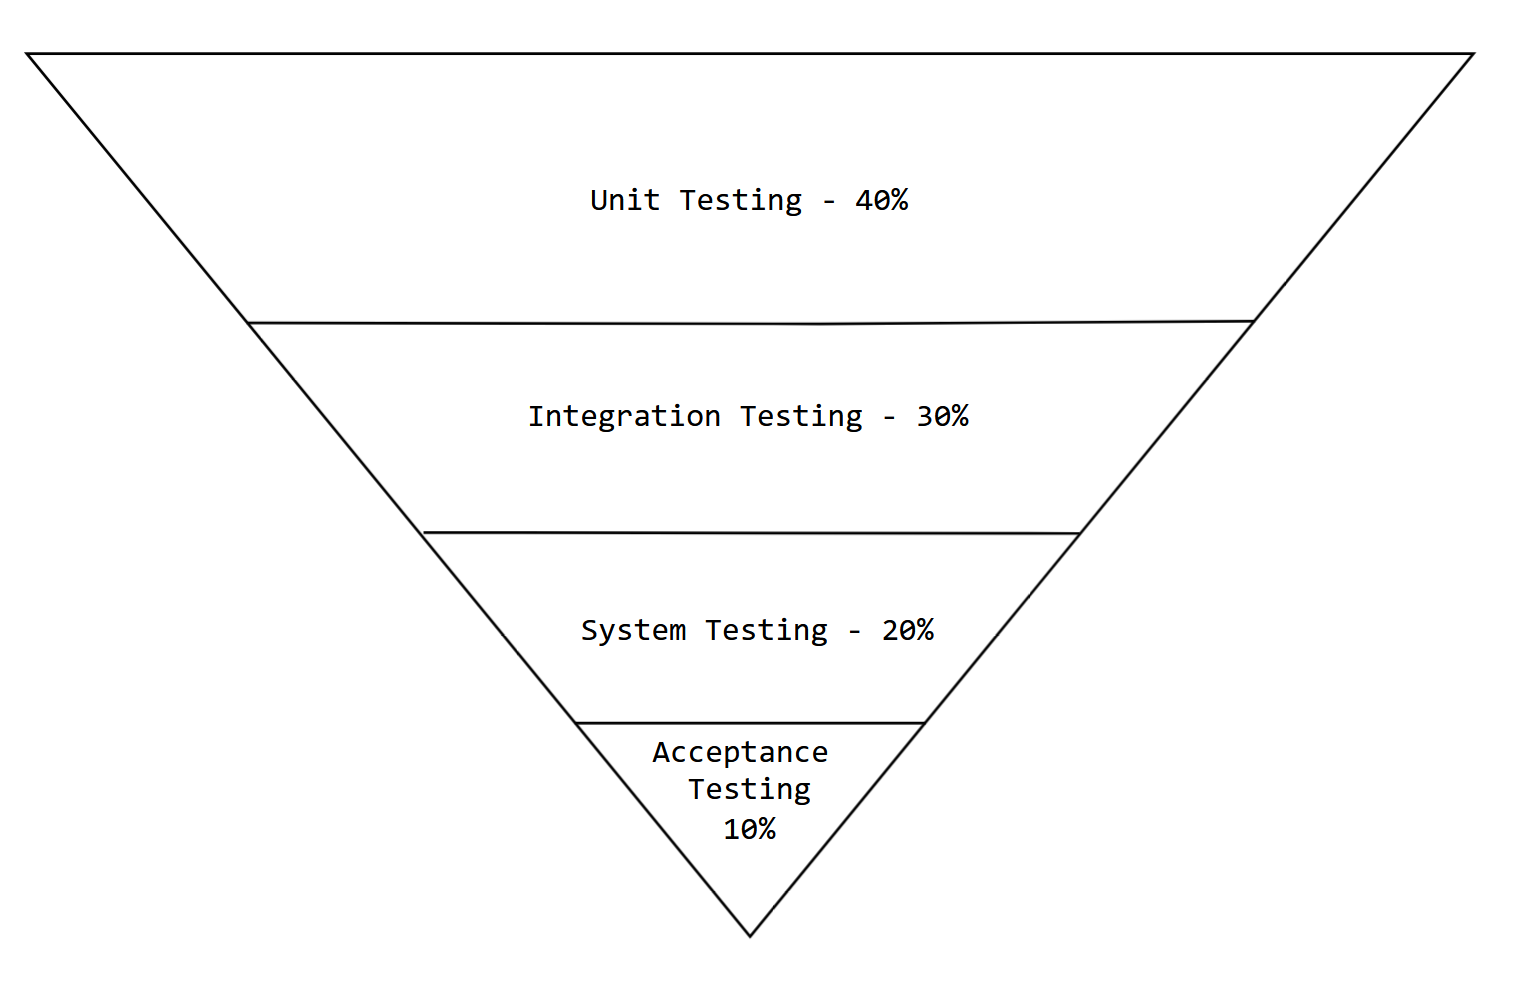 Unit Testing - 40%
Integration Testing - 30%
System Testing - 20%
Acceptance
Testing
10%